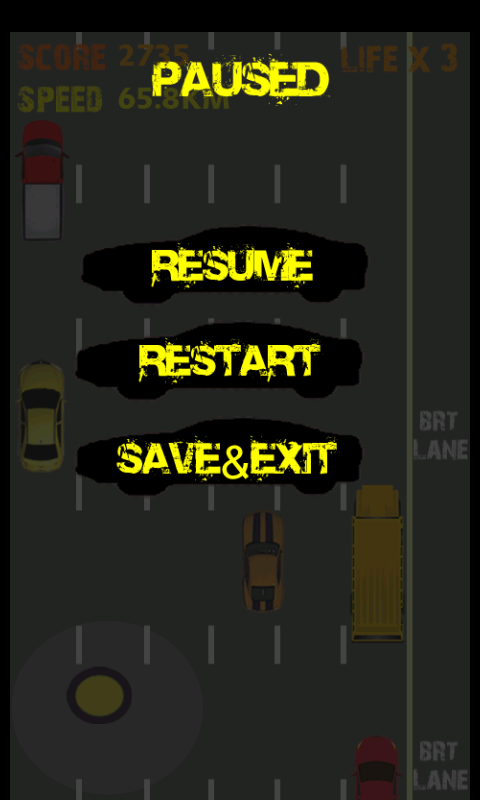 SCORE 2735 LIFE X 3
PAUSED
SPEED 65.8KM
RESUME
RESTART
SAVE&EXIT
BRT
LANE
BRT
LANE